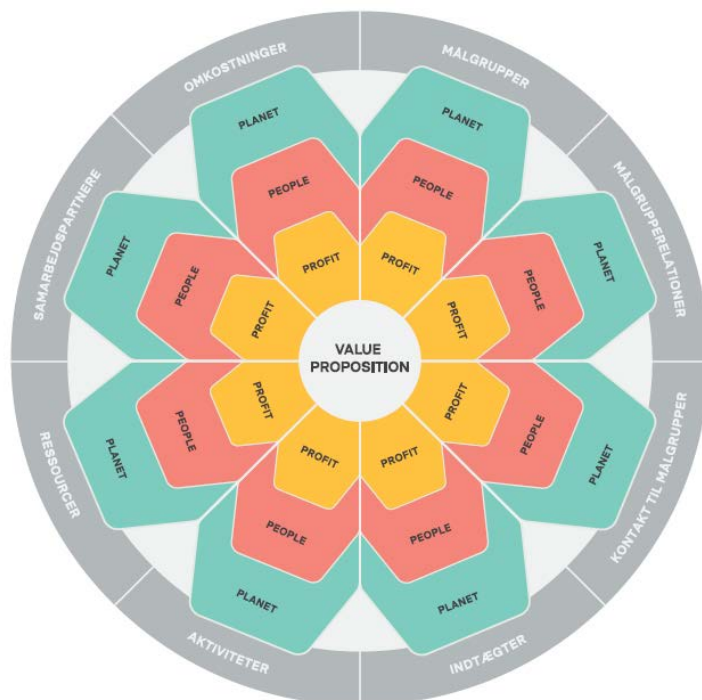 OMKOSTNINGER
MÅLGRUPPER
MÅLGRUPPERELATIONER
KONTAKT TIL MÅLGRUPPER
INDTÆGTER
AKTIVITETER
RESSOURCER
SAMARBEJDSPARTNERE
PLANET
PLANET
PLANET
PLANET
PLANET
PLANET
PLANET
PLANET
PEOPLE
PEOPLE
PEOPLE
PEOPLE
PEOPLE
PEOPLE
PEOPLE
PEOPLE
PROFIT
PROFIT
PROFIT
PROFIT
PROFIT
PROFIT
PROFIT
PROFIT
VALUE
PROPOSITION